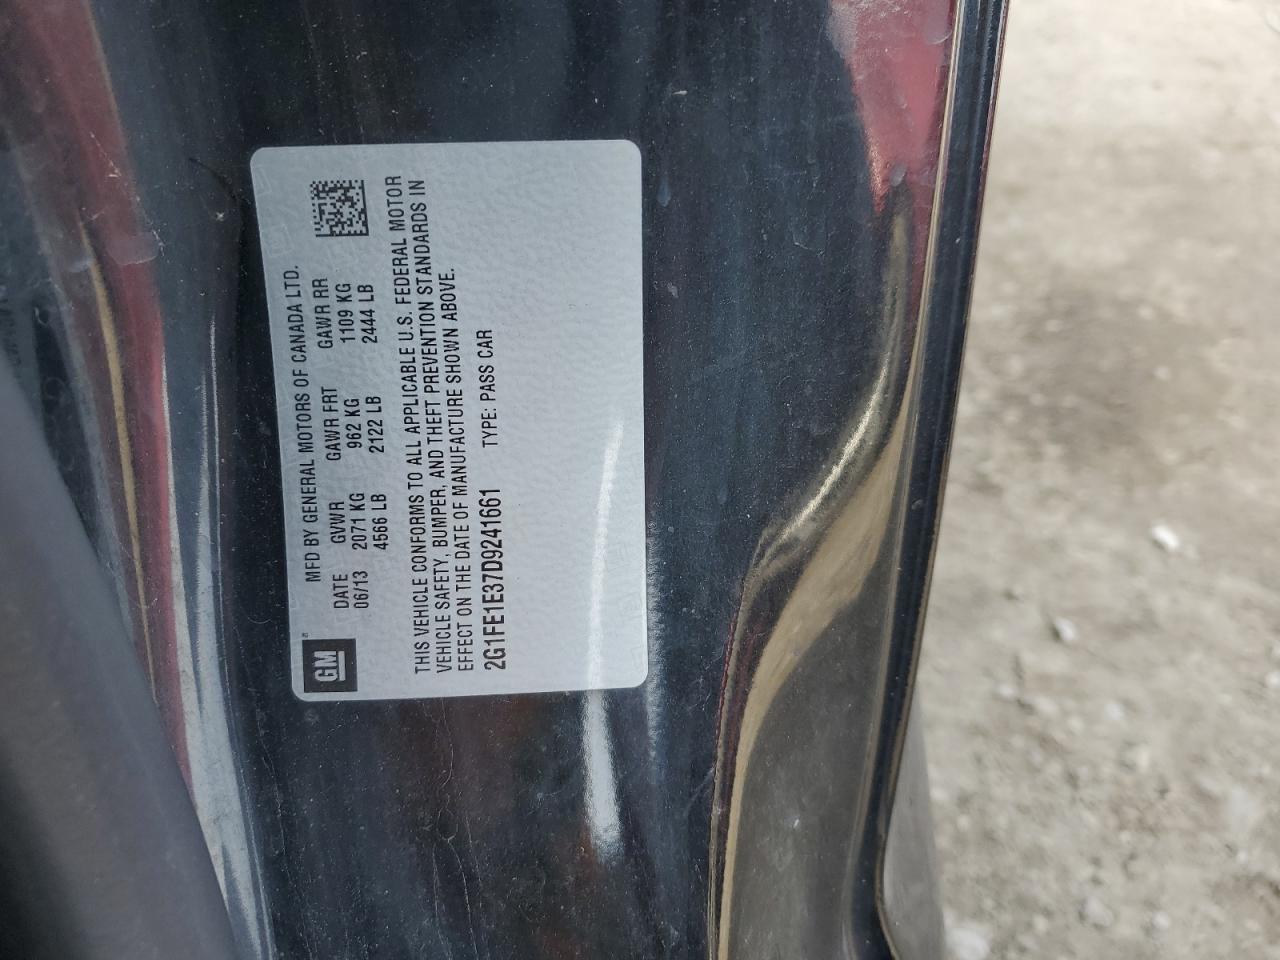 MFD BY GENERAL MOTORS OF CANADA LTD.
DATE GVWR GAWR FRT GAWR RR
06/13 2071 KG 962 KG 1109 KG
4566 LB 2122 LB 2444 LB
GM
THIS VEHICLE CONFORMS TO ALL APPLICABLE U.S. FEDERAL MOTOR
VEHICLE SAFETY, BUMPER, AND THEFT PREVENTION STANDARDS IN
EFFECT ON THE DATE OF MANUFACTURE SHOWN ABOVE.
2G1FE1E37D9241661 TYPE: PASS CAR